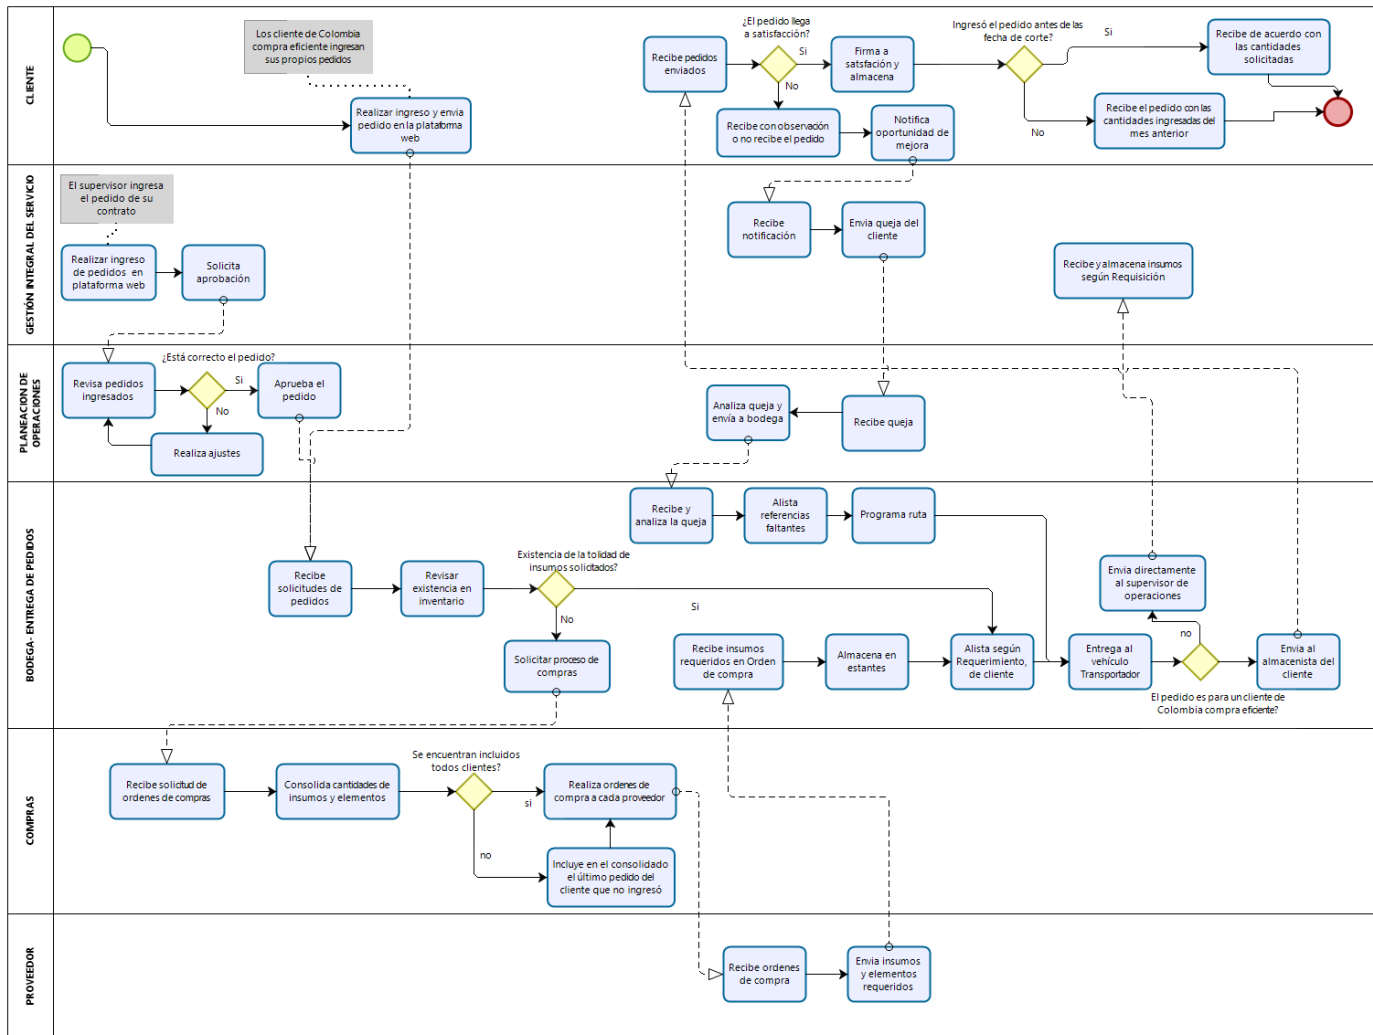 CLIENTE
Los cliente de Colombia
compra eficiente ingresan
sus propios pedidos
Realizar ingreso y envia
pedido en la plataforma
web
Recibe pedidos
enviados
¿El pedido llega
a satisfacción?
Si
No
Firma a
satisfación y
almacena
Recibe con observación
o no recibe el pedido
Notifica
oportunidad de
mejora
Ingresó el pedido antes de las
fecha de corte?
Si
No
Recibe de acuerdo con
las cantidades
solicitadas
Recibe el pedido con las
cantidades ingresadas del
mes anterior
GESTIÓN INTEGRAL DEL SERVICIO
El supervisor ingresa
el pedido de su
contrato
Realizar ingreso
de pedidos en
plataforma web
Solicita
aprobación
Recibe
notificación
Envia queja del
cliente
Recibe y almacena insumos
según Requisición
PLANEACION DE
OPERACIONES
Revisa pedidos
ingresados
¿Está correcto el pedido?
Si
No
Aprueba el
pedido
Realiza ajustes
Analiza queja y
envía a bodega
Recibe queja
BODEGA- ENTREGA DE PEDIDOS
Recibe y
analiza la queja
Alista
referencias
faltantes
Programa ruta
Recibe
solicitudes de
pedidos
Revisar
existencia en
inventario
Existencia de la tolidad de
insumos solicitados?
Si
No
Solicitar proceso de
compras
Recibe insumos
requeridos en Orden
de compra
Almacena en
estantes
Alista según
Requerimiento,
de cliente
Entrega al
vehículo
Transportador
Envia directamente
al supervisor de
operaciones
no
El pedido es para un cliente de
Colombia compra eficiente?
Envia al
almacenista del
cliente
COMPRAS
Recibe solicitud de
ordenes de compras
Consolida cantidades de
insumos y elementos
Se encuentran incluidos
todos clientes?
si
no
Realiza ordenes de
compra a cada proveedor
Incluye en el consolidado
el último pedido del
cliente que no ingresó
PROVEEDOR
Recibe ordenes
de compra
Envia insumos
y elementos
requeridos